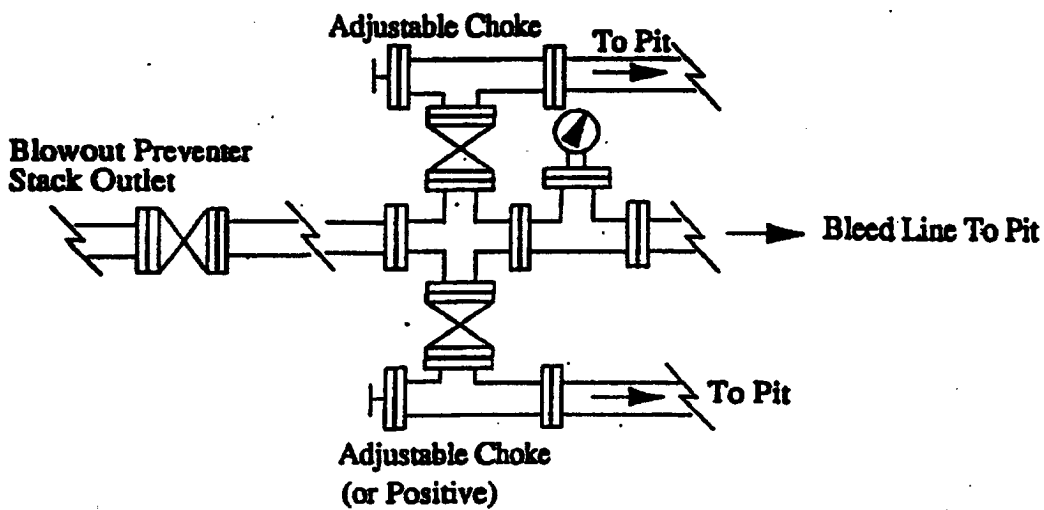 Adjustable Choke
To Pit
Blowout Preventer
Stack Outlet
Bleed Line To Pit
To Pit
Adjustable Choke
(or Positive)